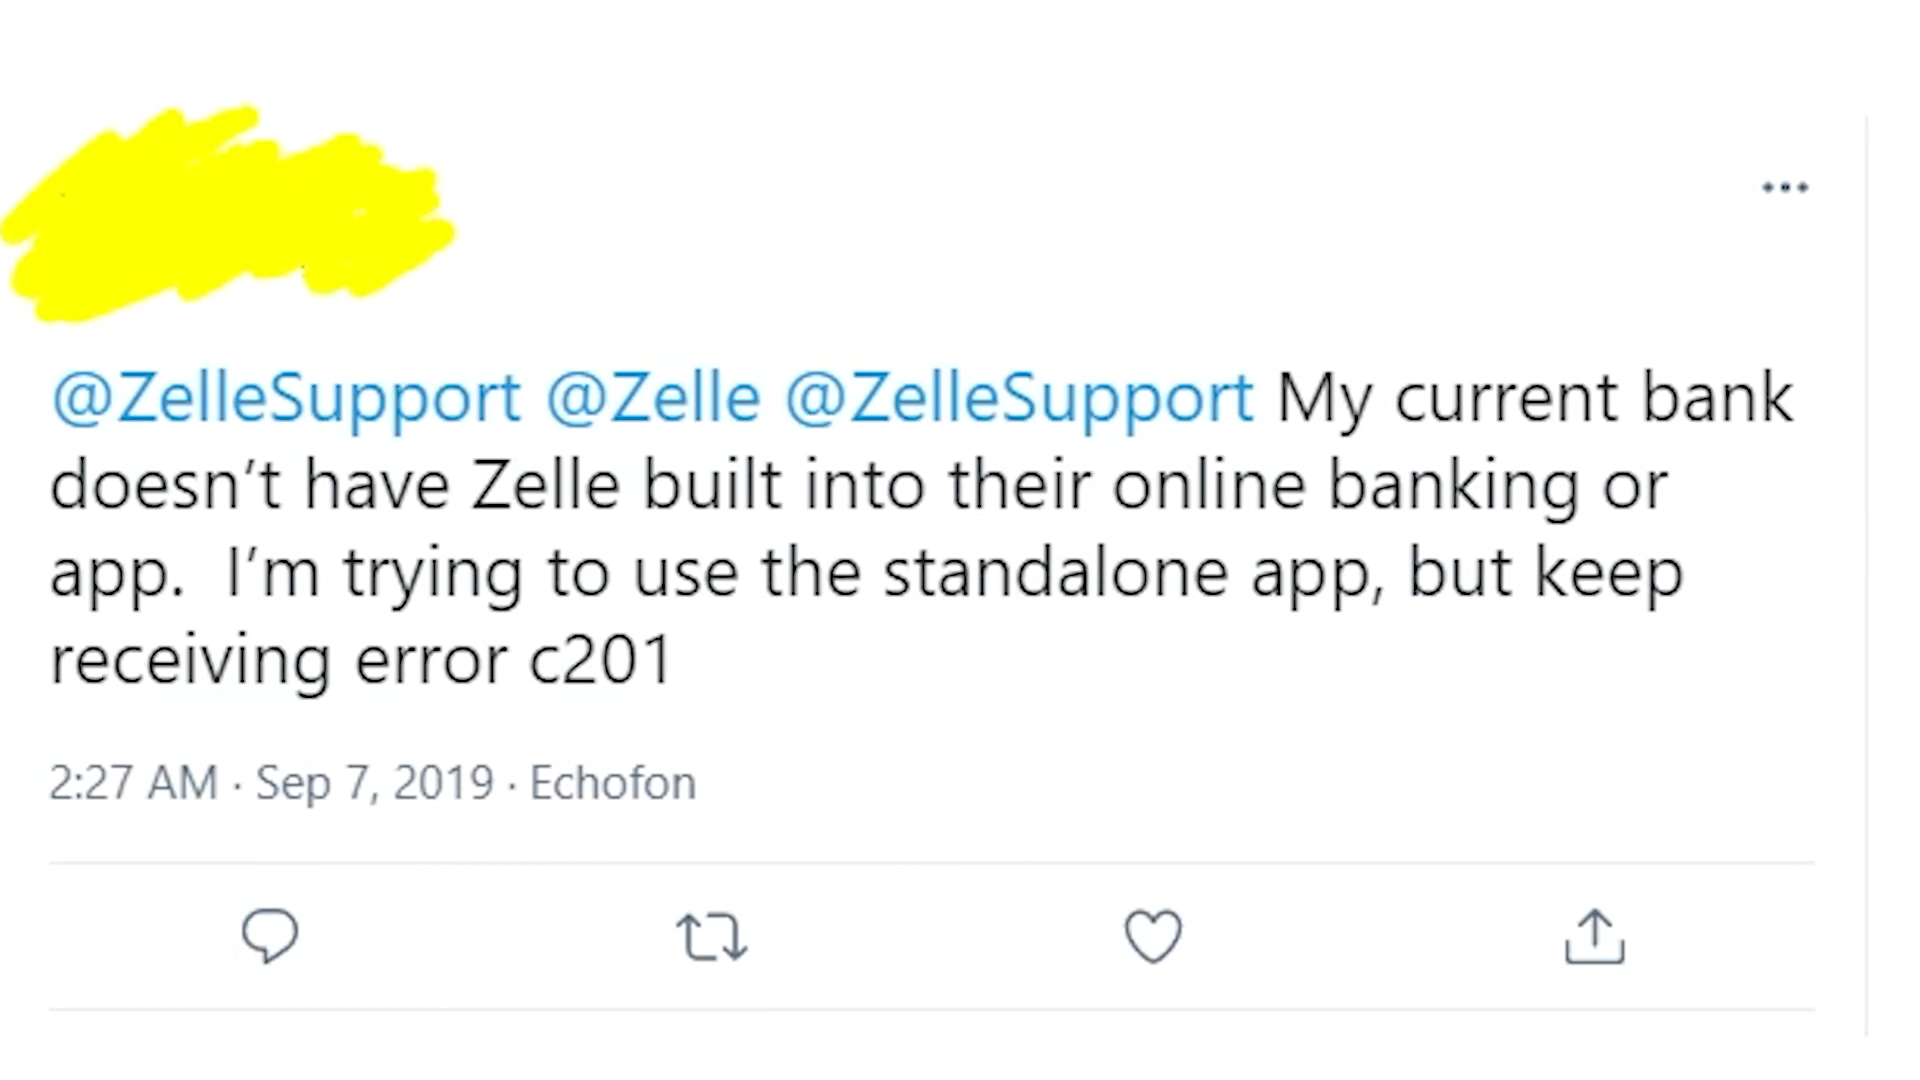 @ZelleSupport @Zelle @ZelleSupport My current bank
doesn’t have Zelle built into their online banking or
app.  I’m trying to use the standalone app, but keep
receiving error c201
2:27 AM · Sep 7, 2019 · Echofon